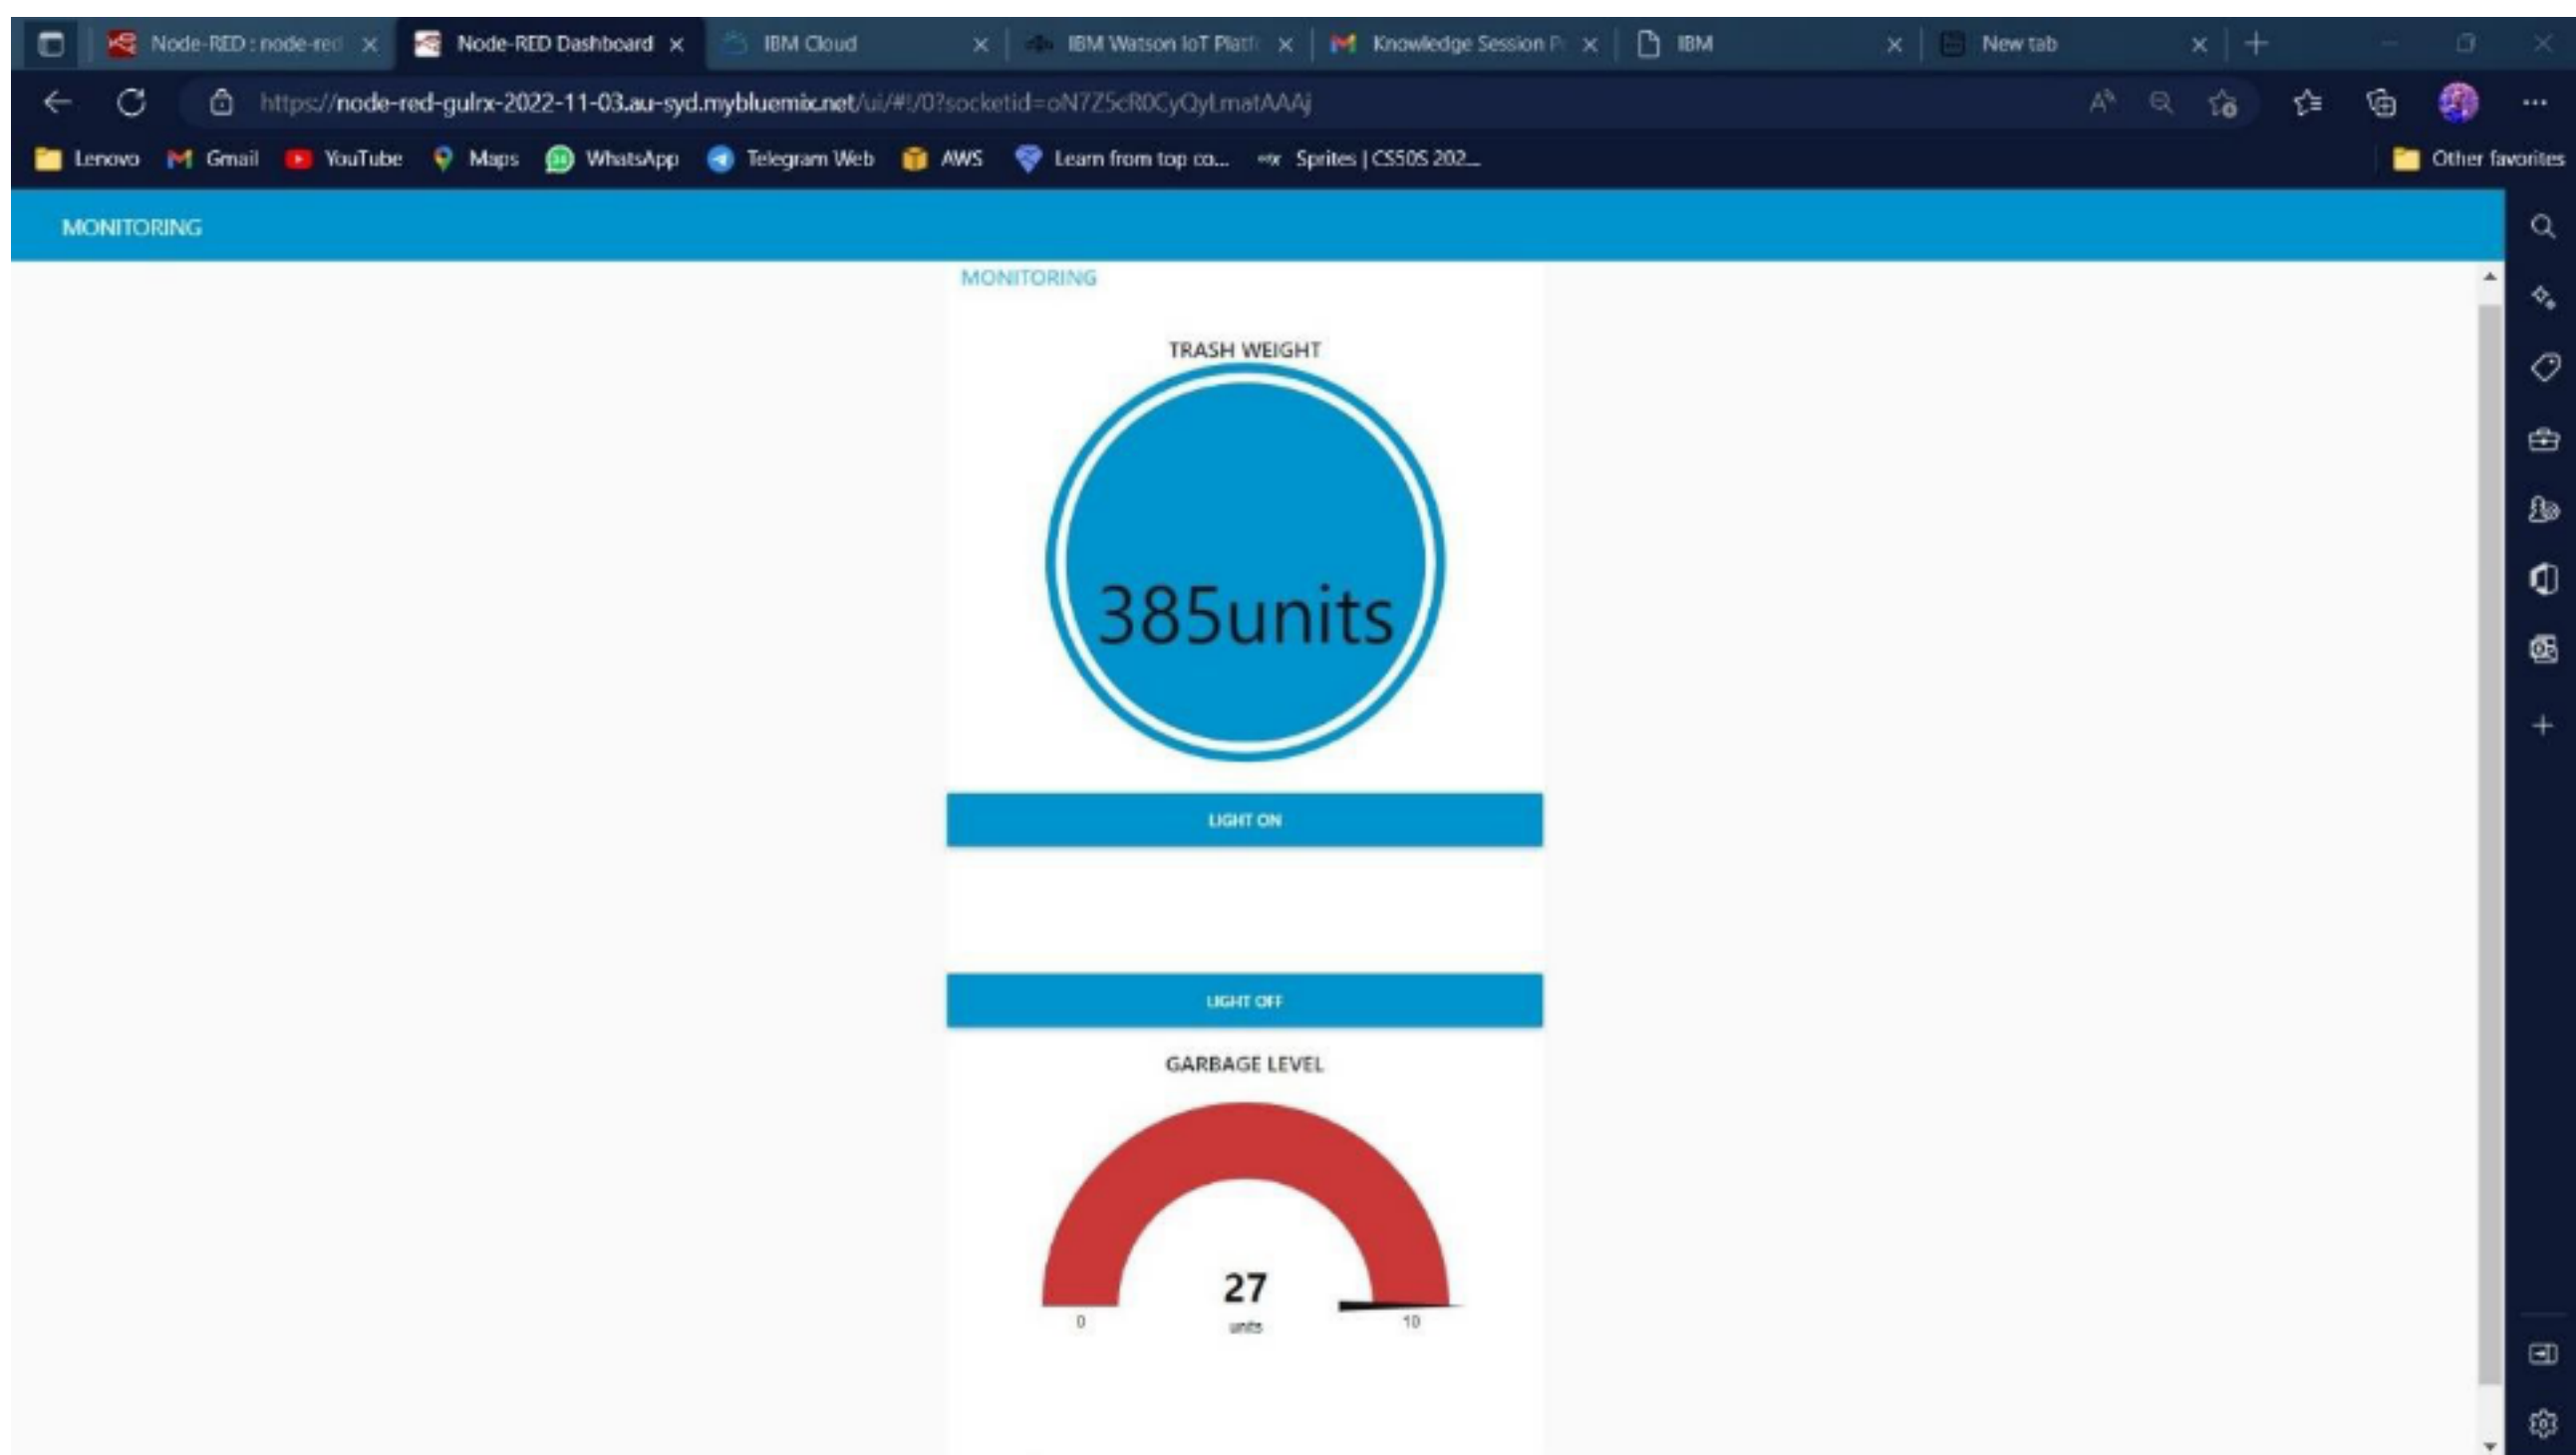 Node-RED : node-red
Node-RED Dashboard
IBM Cloud
IBM Watson IoT Platf
Knowledge Session P
IBM
New tab
https://node-red-gulrx-2022-11-03.au-syd.mybluemix.net/ui/#!/0?socketid=oN7Z5cR0CyQyLmatAAAj
Lenovo Gmail YouTube Maps WhatsApp Telegram Web AWS Learn from top co... Sprites | CS50S 202... Other favorites
MONITORING
MONITORING
TRASH WEIGHT
385units
LIGHT ON
LIGHT OFF
GARBAGE LEVEL
27
units
0
10